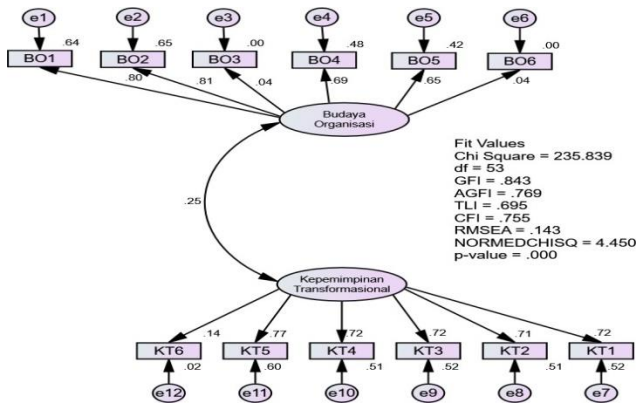 e1 e2 e3 e4 e5 e6
.64 .65 .00 .48 .42 .00
BO1 BO2 BO3 BO4 BO5 BO6
.80 .81 .04 .69 .65 .04
Budaya
Organisasi
Fit Values
Chi Square = 235.839
df = 53
GFI = .843
AGFI = .769
TLI = .695
CFI = .755
RMSEA = .143
NORMEDCHISQ = 4.450
p-value = .000
.25
Kepemimpinan
Transformasional
.14 .77 .72 .72 .71 .72
KT6 KT5 KT4 KT3 KT2 KT1
.02 .60 .51 .52 .51 .52
e12 e11 e10 e9 e8 e7